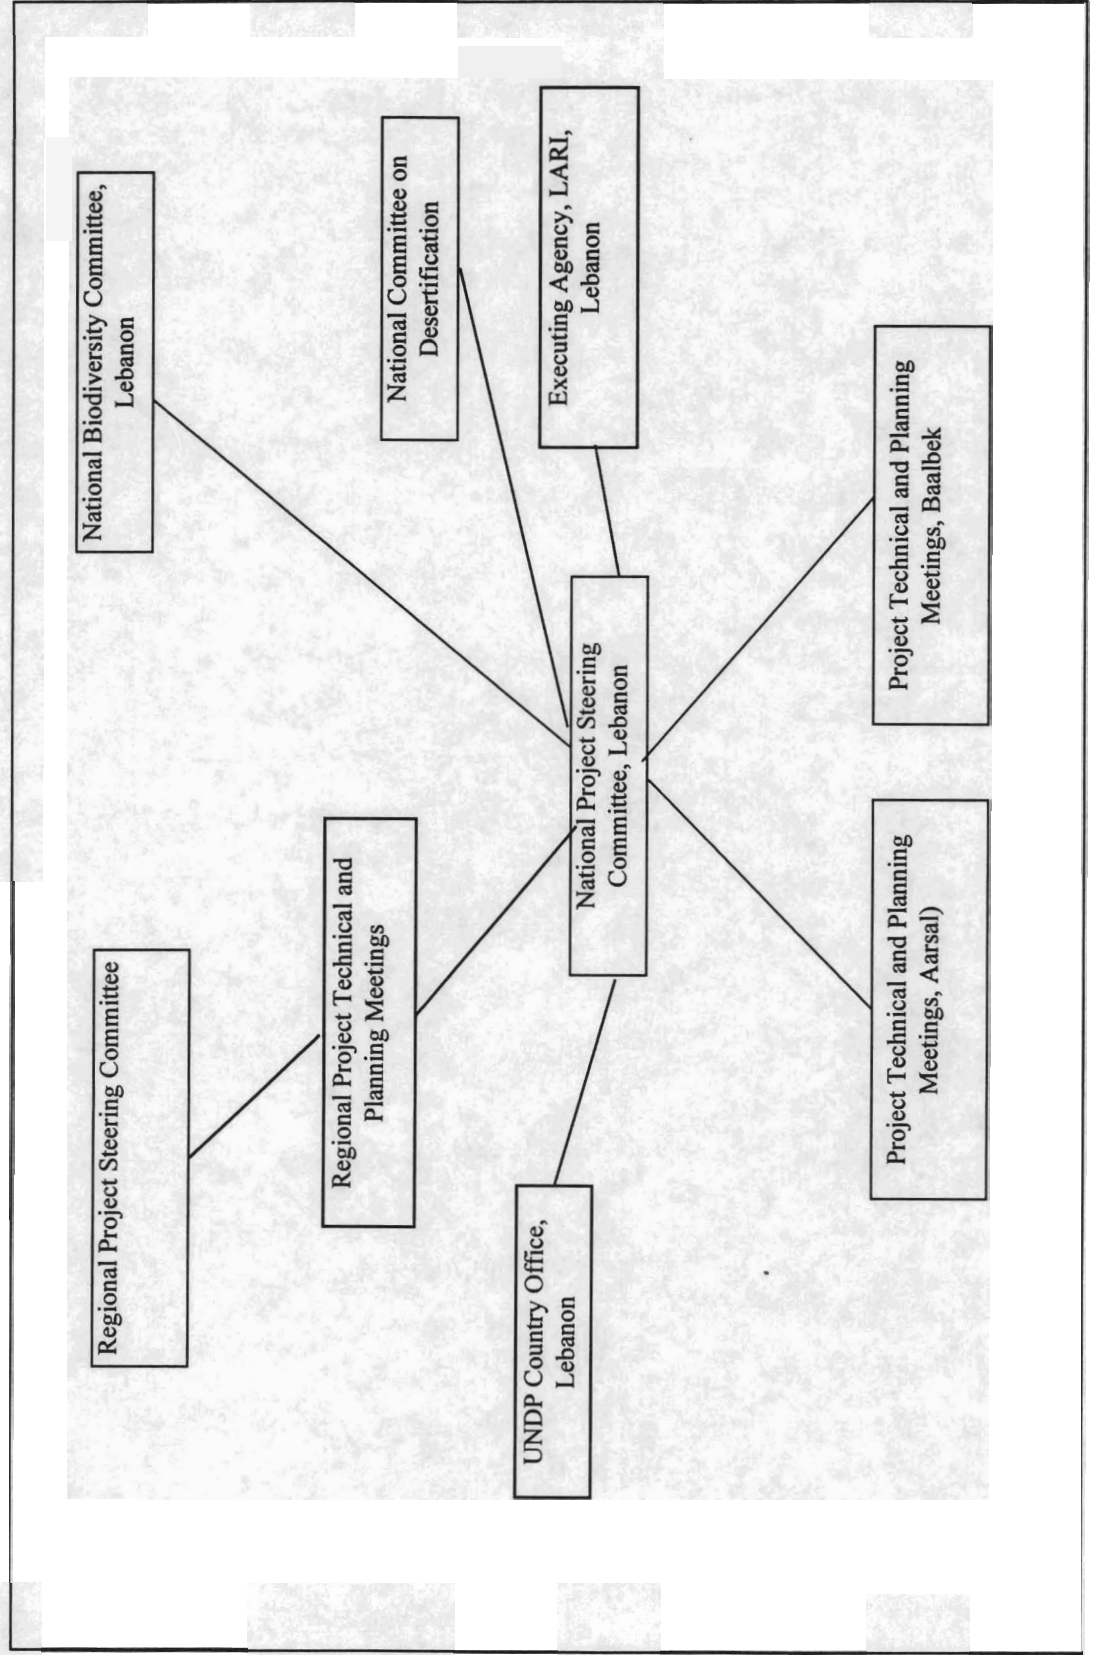 Regional Project Steering Committee
National Biodiversity Committee,
Lebanon
Regional Project Technical and
Planning Meetings
National Committee on
Desertification
UNDP Country Office,
Lebanon
Executing Agency, LARI,
Lebanon
National Project Steering
Committee, Lebanon
Project Technical and Planning
Meetings, Aarsal)
Project Technical and Planning
Meetings, Baalbek